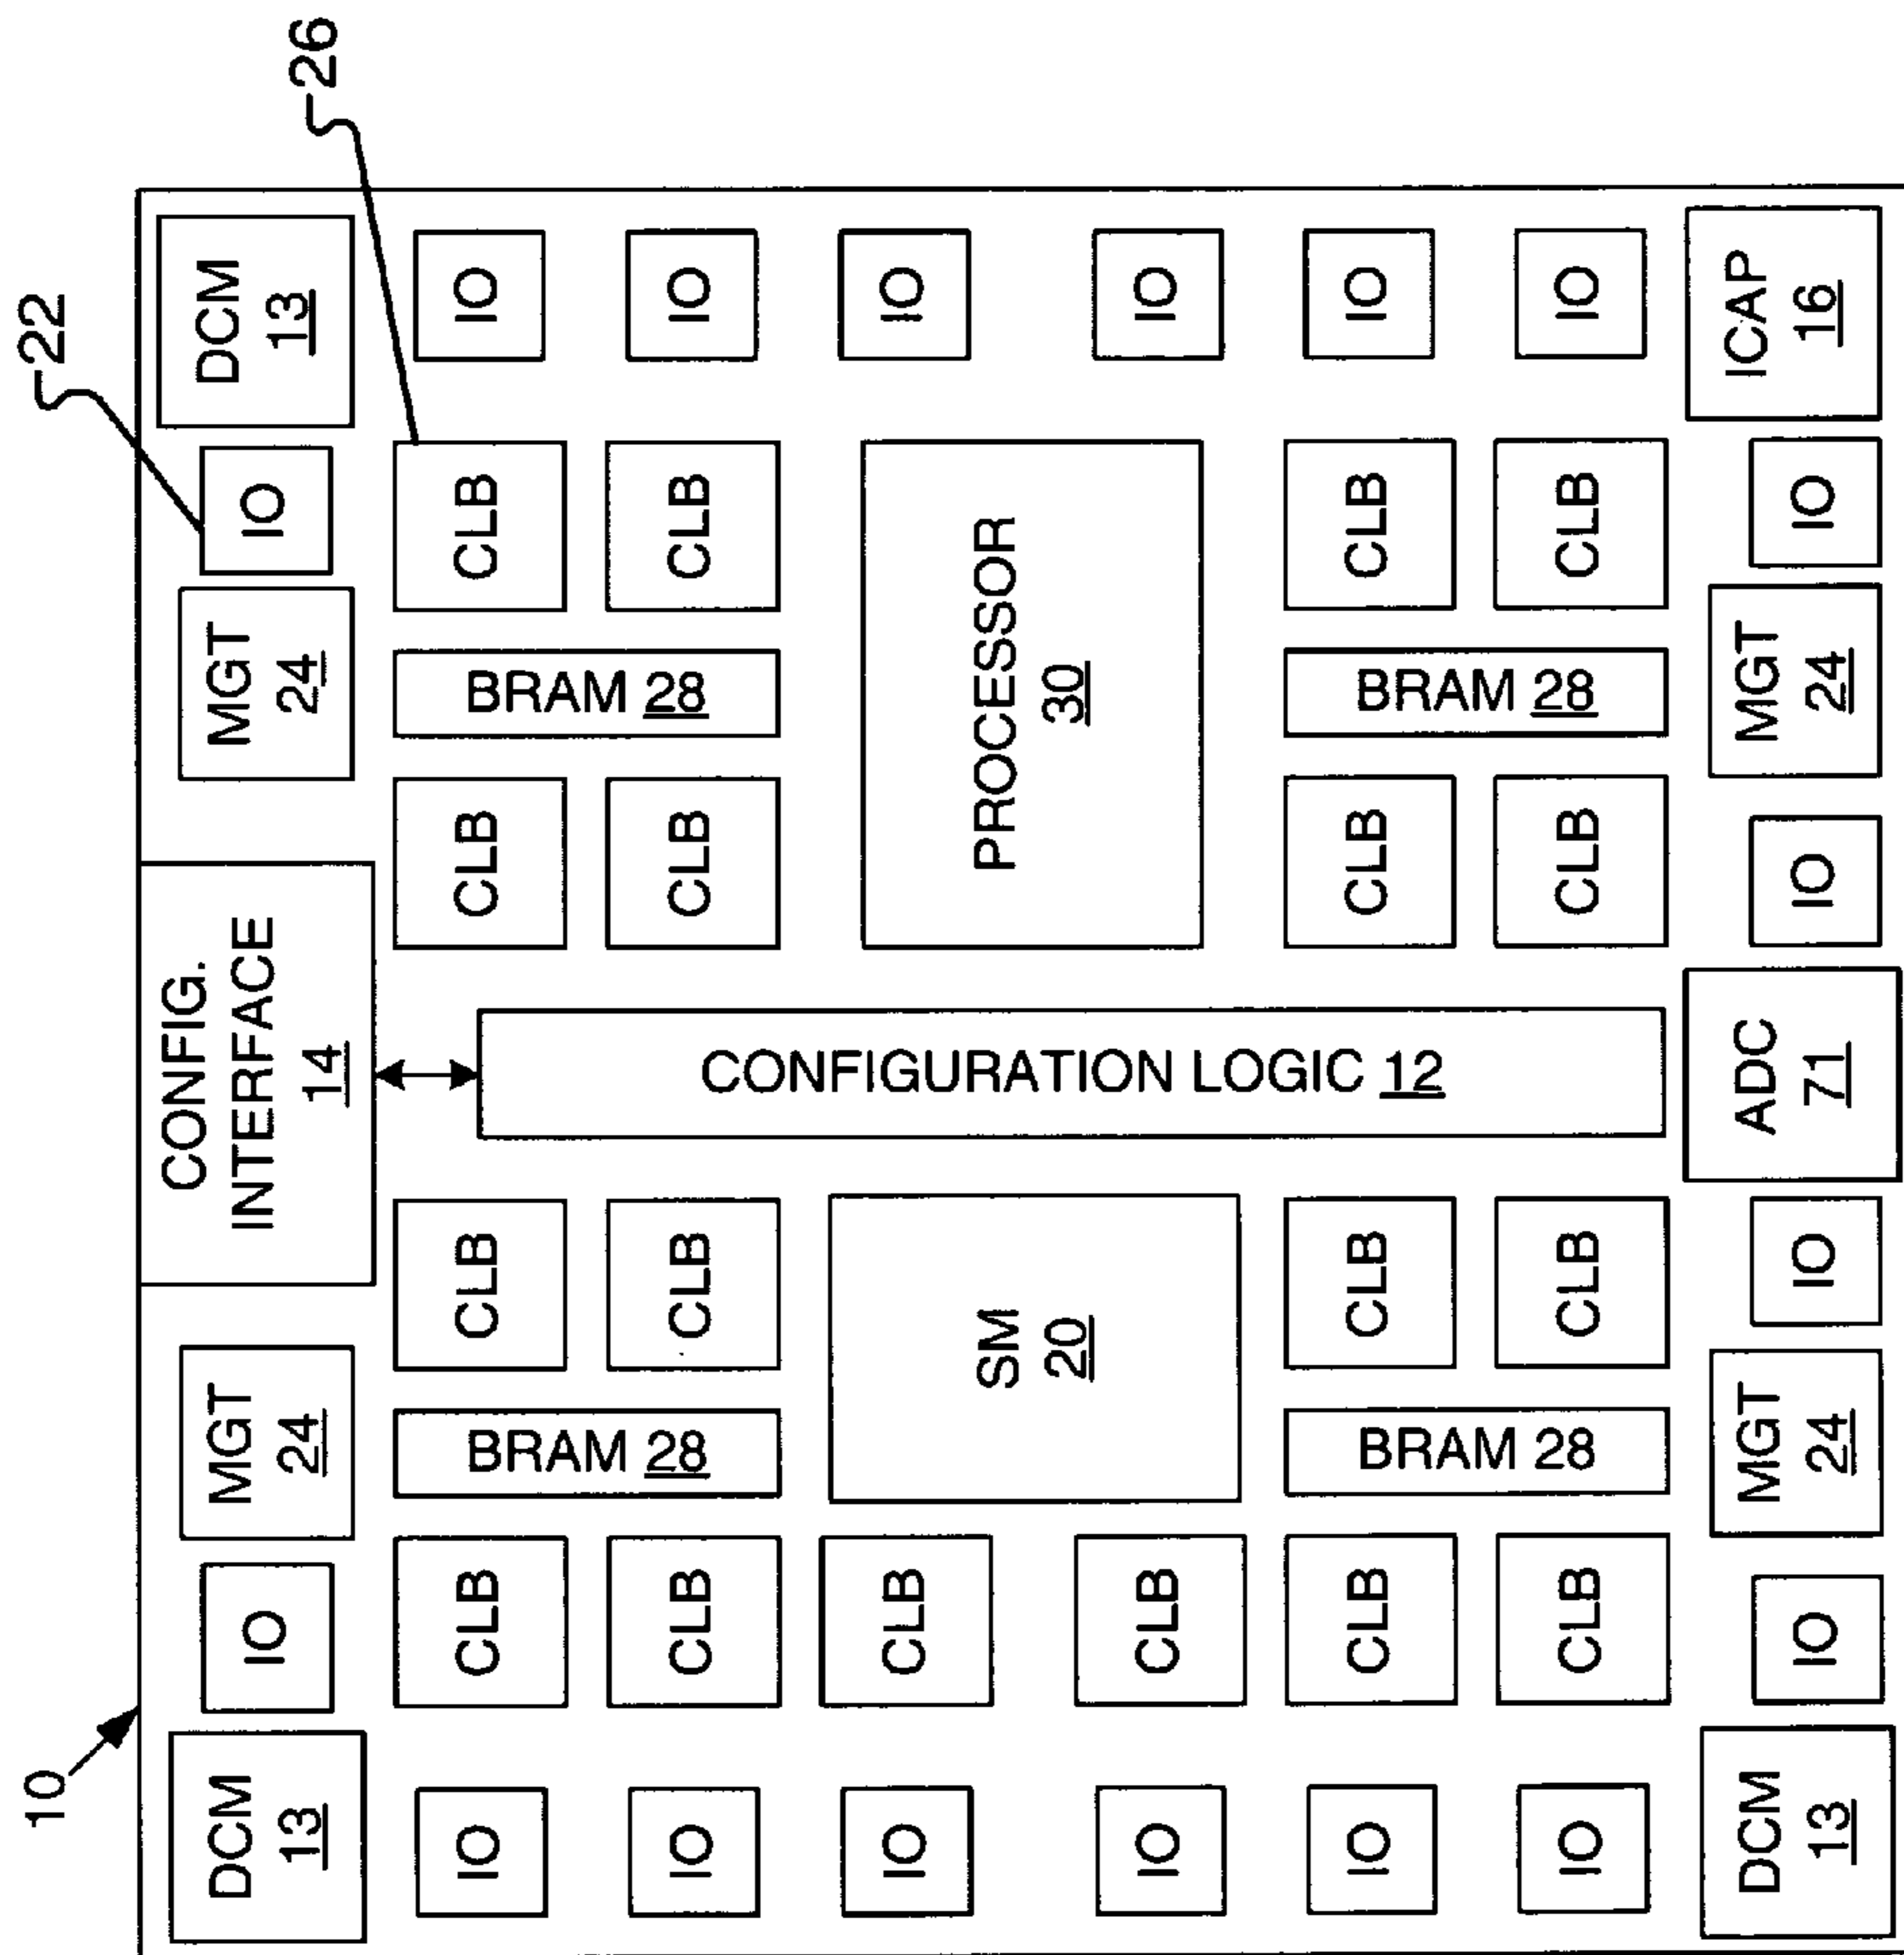 10
22
26
DCM
13
IO
MGT
24
CONFIG.
INTERFACE
14
MGT
24
IO
DCM
13
IO
CLB
BRAM 28
CLB
CLB
BRAM 28
CLB
IO
IO
CLB
CLB
CLB
CLB
IO
IO
CLB
SM
20
CONFIGURATION LOGIC 12
PROCESSOR
30
IO
IO
CLB
IO
IO
CLB
BRAM 28
CLB
CLB
BRAM 28
CLB
IO
IO
CLB
CLB
CLB
CLB
IO
DCM
13
IO
MGT
24
IO
ADC
71
IO
MGT
24
IO
ICAP
16